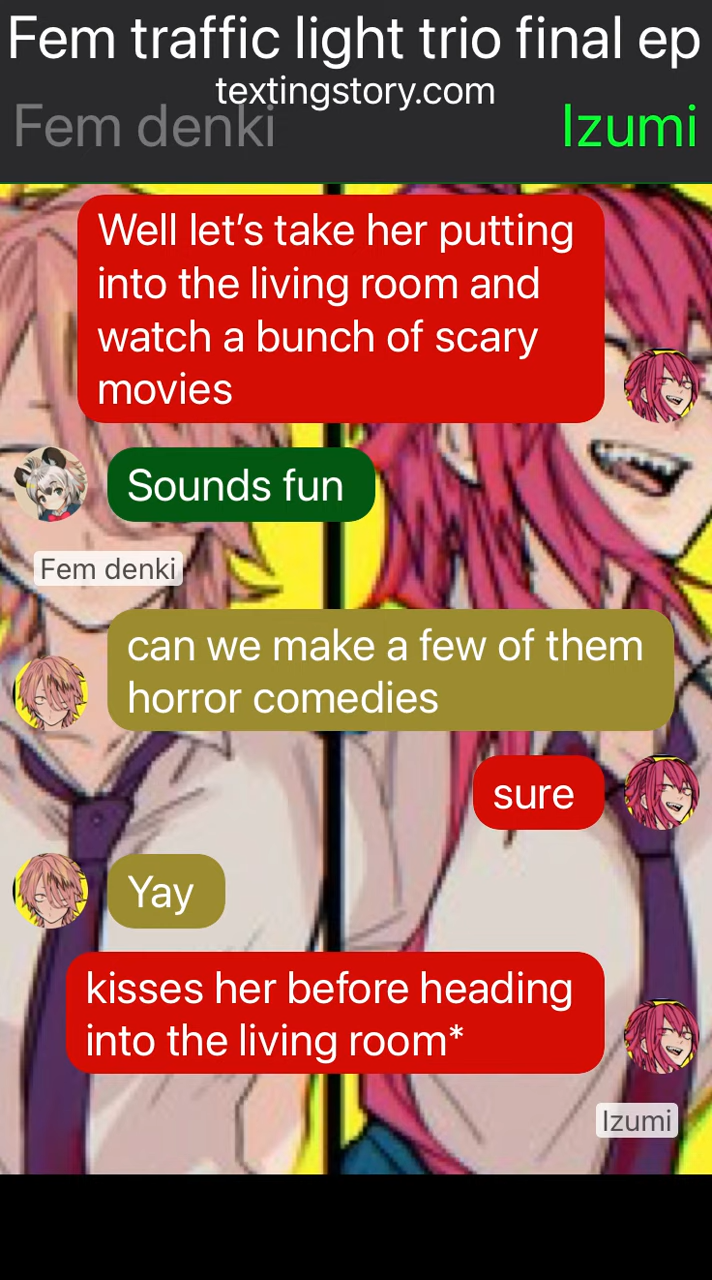 Fem traffic light trio final ep
textingstory.com
Fem denki
Izumi
Well let’s take her putting
into the living room and
watch a bunch of scary
movies
Sounds fun
Fem denki
can we make a few of them
horror comedies
sure
Yay
kisses her before heading
into the living room*
Izumi